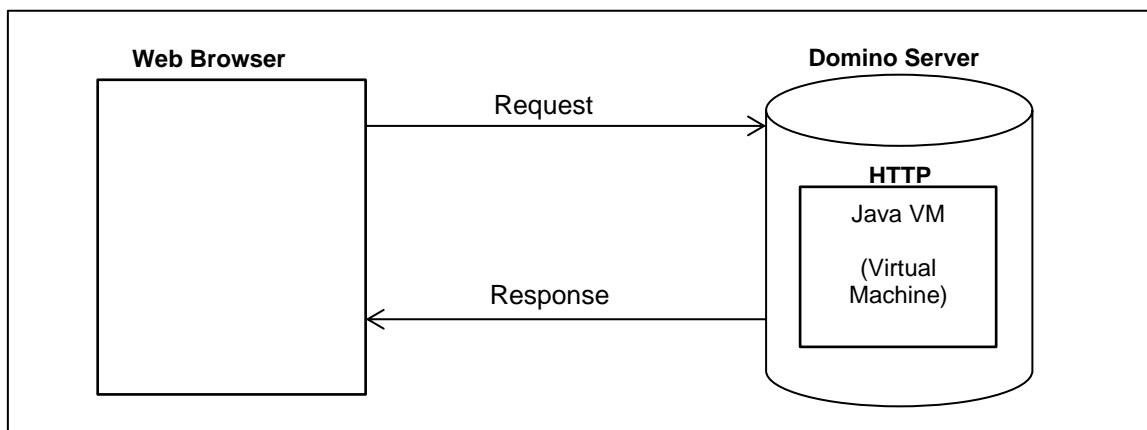 Web Browser
Domino Server
Request
HTTP
Java VM
(Virtual
Machine)
Response